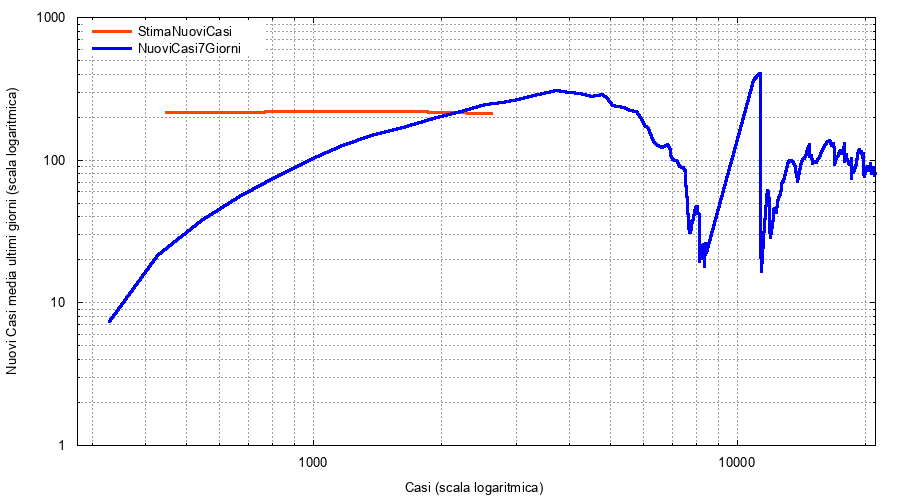 StimaNuoviCasi
NuoviCasi7Giorni
1000
100
10
1
1000
10000
Nuovi Casi media ultimi giorni (scala logaritmica)
Casi (scala logaritmica)